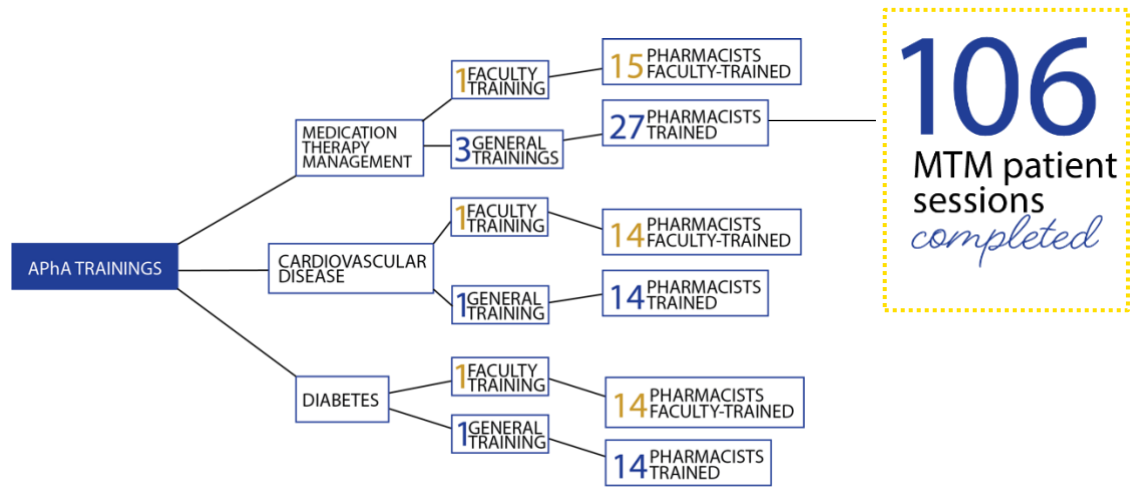 APhA TRAININGS
MEDICATION
THERAPY
MANAGEMENT
1 FACULTY
TRAINING
15 PHARMACISTS
FACULTY-TRAINED
3 GENERAL
TRAININGS
27 PHARMACISTS
TRAINED
106
MTM patient
sessions
completed
CARDIOVASCULAR
DISEASE
1 FACULTY
TRAINING
14 PHARMACISTS
FACULTY-TRAINED
1 GENERAL
TRAINING
14 PHARMACISTS
TRAINED
DIABETES
1 FACULTY
TRAINING
14 PHARMACISTS
FACULTY-TRAINED
1 GENERAL
TRAINING
14 PHARMACISTS
TRAINED